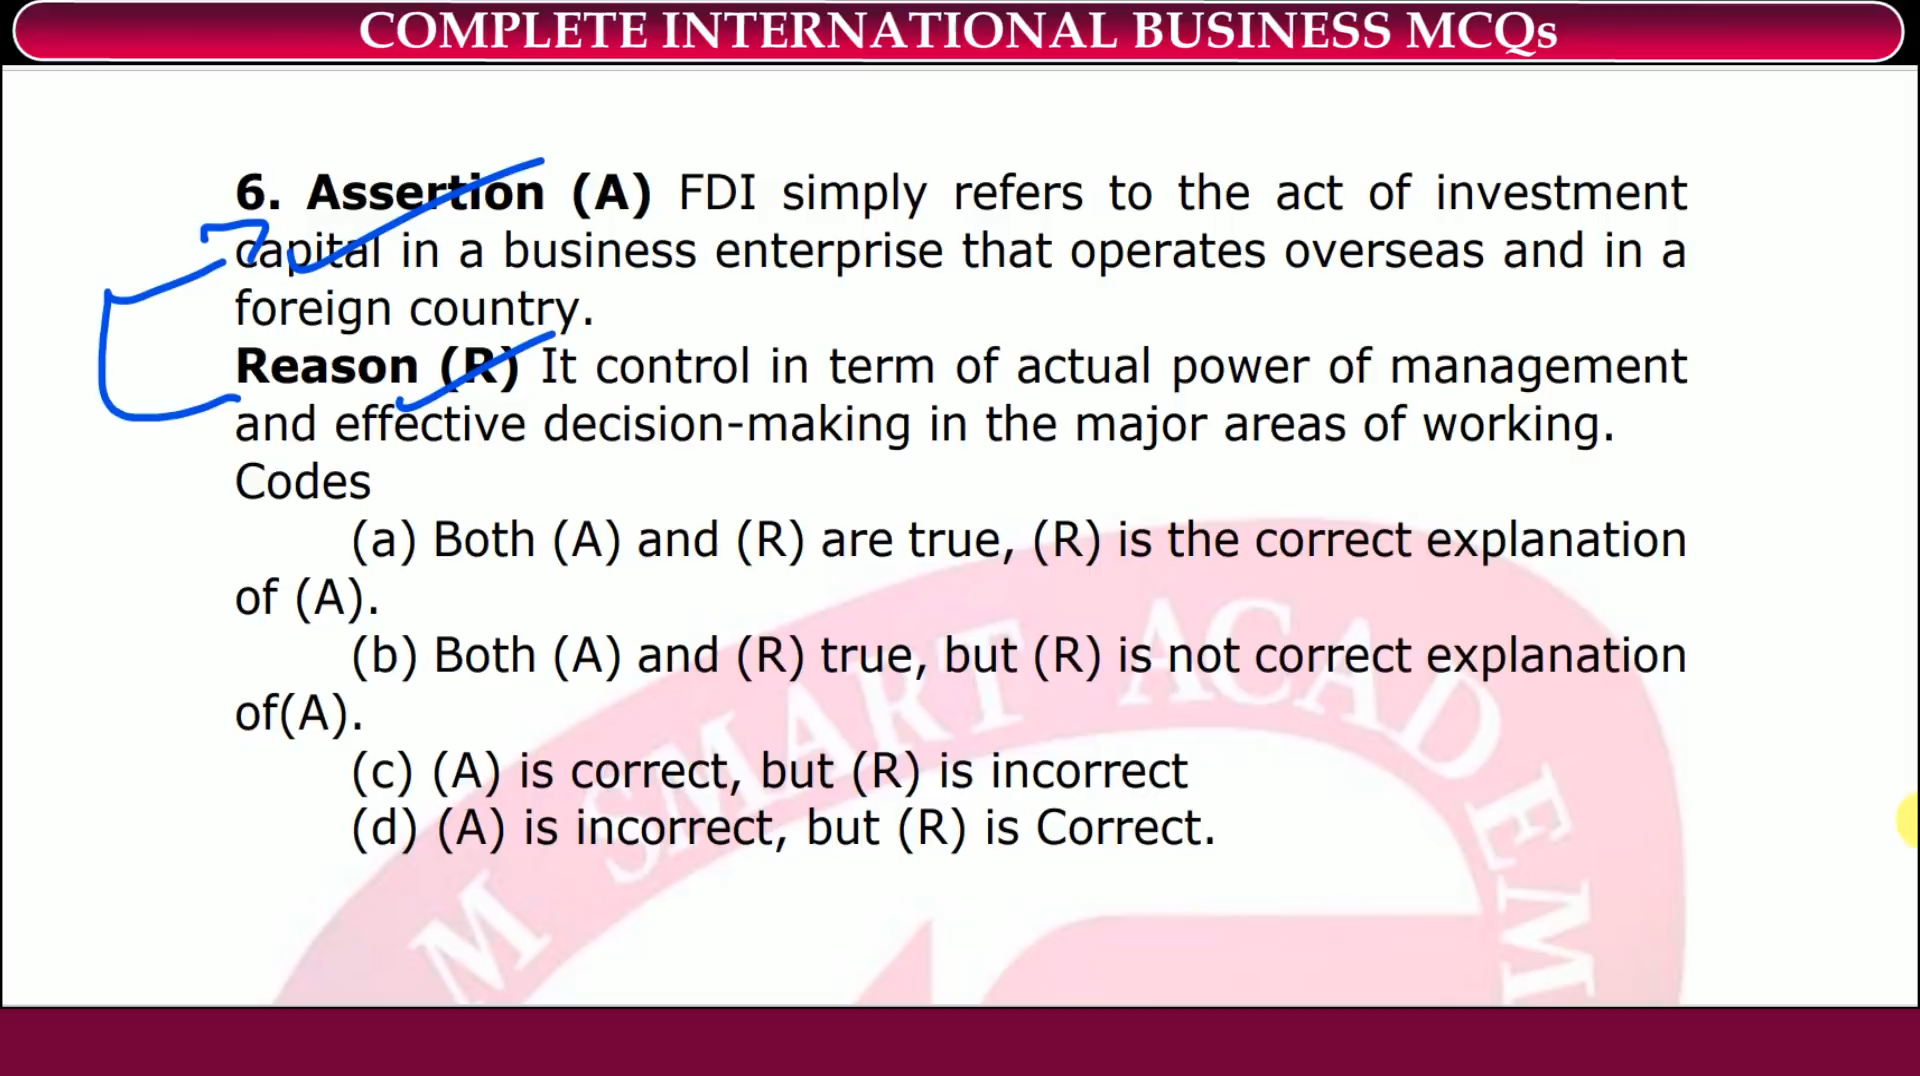 COMPLETE INTERNATIONAL BUSINESS MCQs
6. Assertion (A) FDI simply refers to the act of investment
capital in a business enterprise that operates overseas and in a
foreign country.
Reason (R) It control in term of actual power of management
and effective decision-making in the major areas of working.
Codes
(a) Both (A) and (R) are true, (R) is the correct explanation
of (A).
(b) Both (A) and (R) true, but (R) is not correct explanation
of(A).
(c) (A) is correct, but (R) is incorrect
(d) (A) is incorrect, but (R) is Correct.
M SMART ACADEM